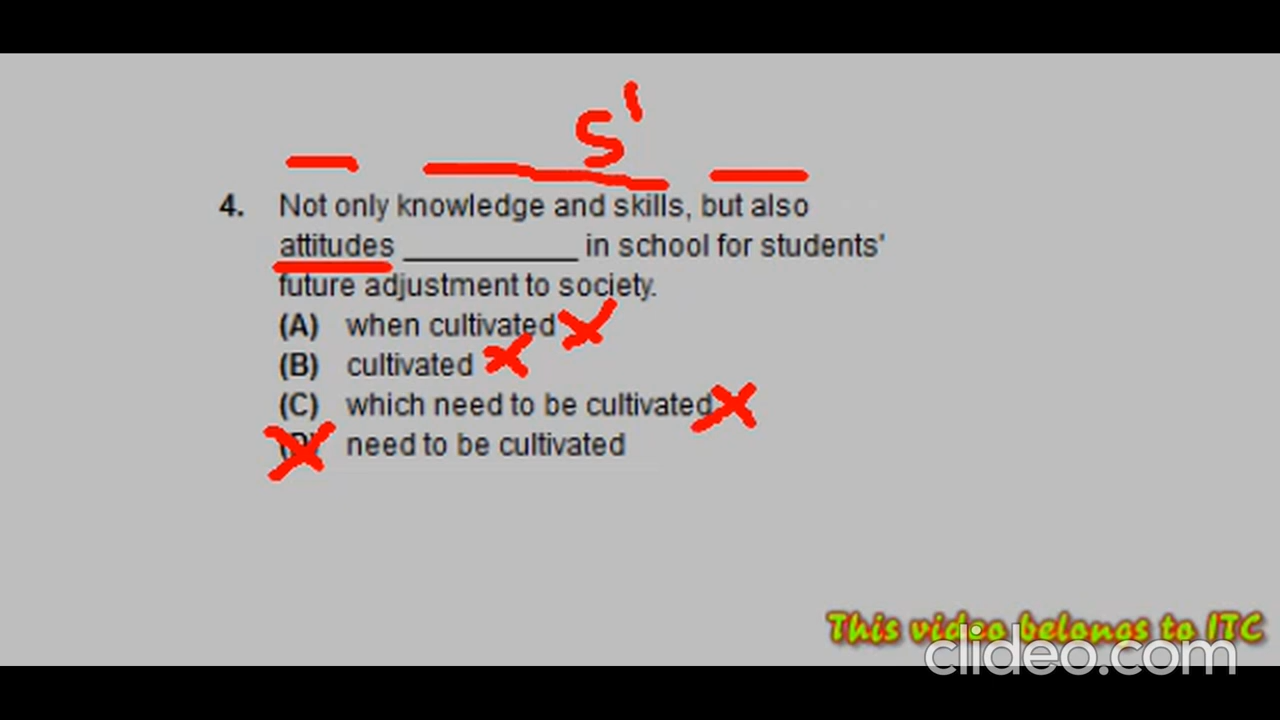 S'
4. Not only knowledge and skills, but also
attitudes __________ in school for students'
future adjustment to society.
(A) when cultivated
(B) cultivated
(C) which need to be cultivated
(D) need to be cultivated
This video belongs to ITC
clideo.com